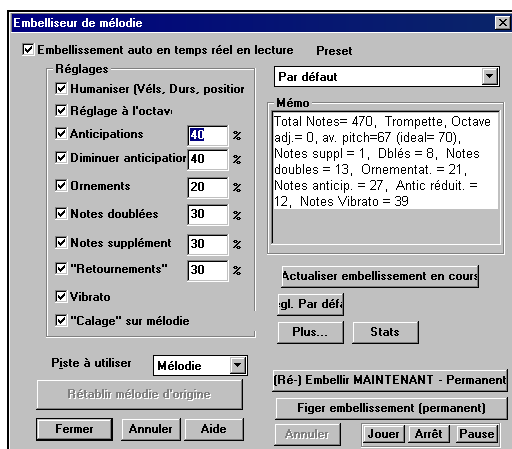 Embelliseur de mélodie
Embellissement auto en temps réel en lecture
Preset
Réglages
Humaniser (Véls, Durs, position
Réglage à l'octave
Anticipations 40 %
Diminuer anticipation 40 %
Ornements 20 %
Notes doublées 30 %
Notes supplément 30 %
"Retournements" 30 %
Vibrato
"Calage" sur mélodie
Par défaut
Mémo
Total Notes= 470, Trompette, Octave
adj.= 0, av. pitch=67 (ideal= 70),
Notes suppl = 1, Dblés = 8, Notes
doubles = 13, Ornementat. = 21,
Notes anticip. = 27, Antic réduit. =
12, Notes Vibrato = 39
Actualiser embellissement en cours
gl. Par défa
Plus... Stats
Piste à utiliser Mélodie
Rétablir mélodie d'origine
Fermer Annuler Aide
(Ré-) Embellir MAINTENANT - Permanent
Figer embellissement (permanent)
Annuler Jouer Arrêt Pause